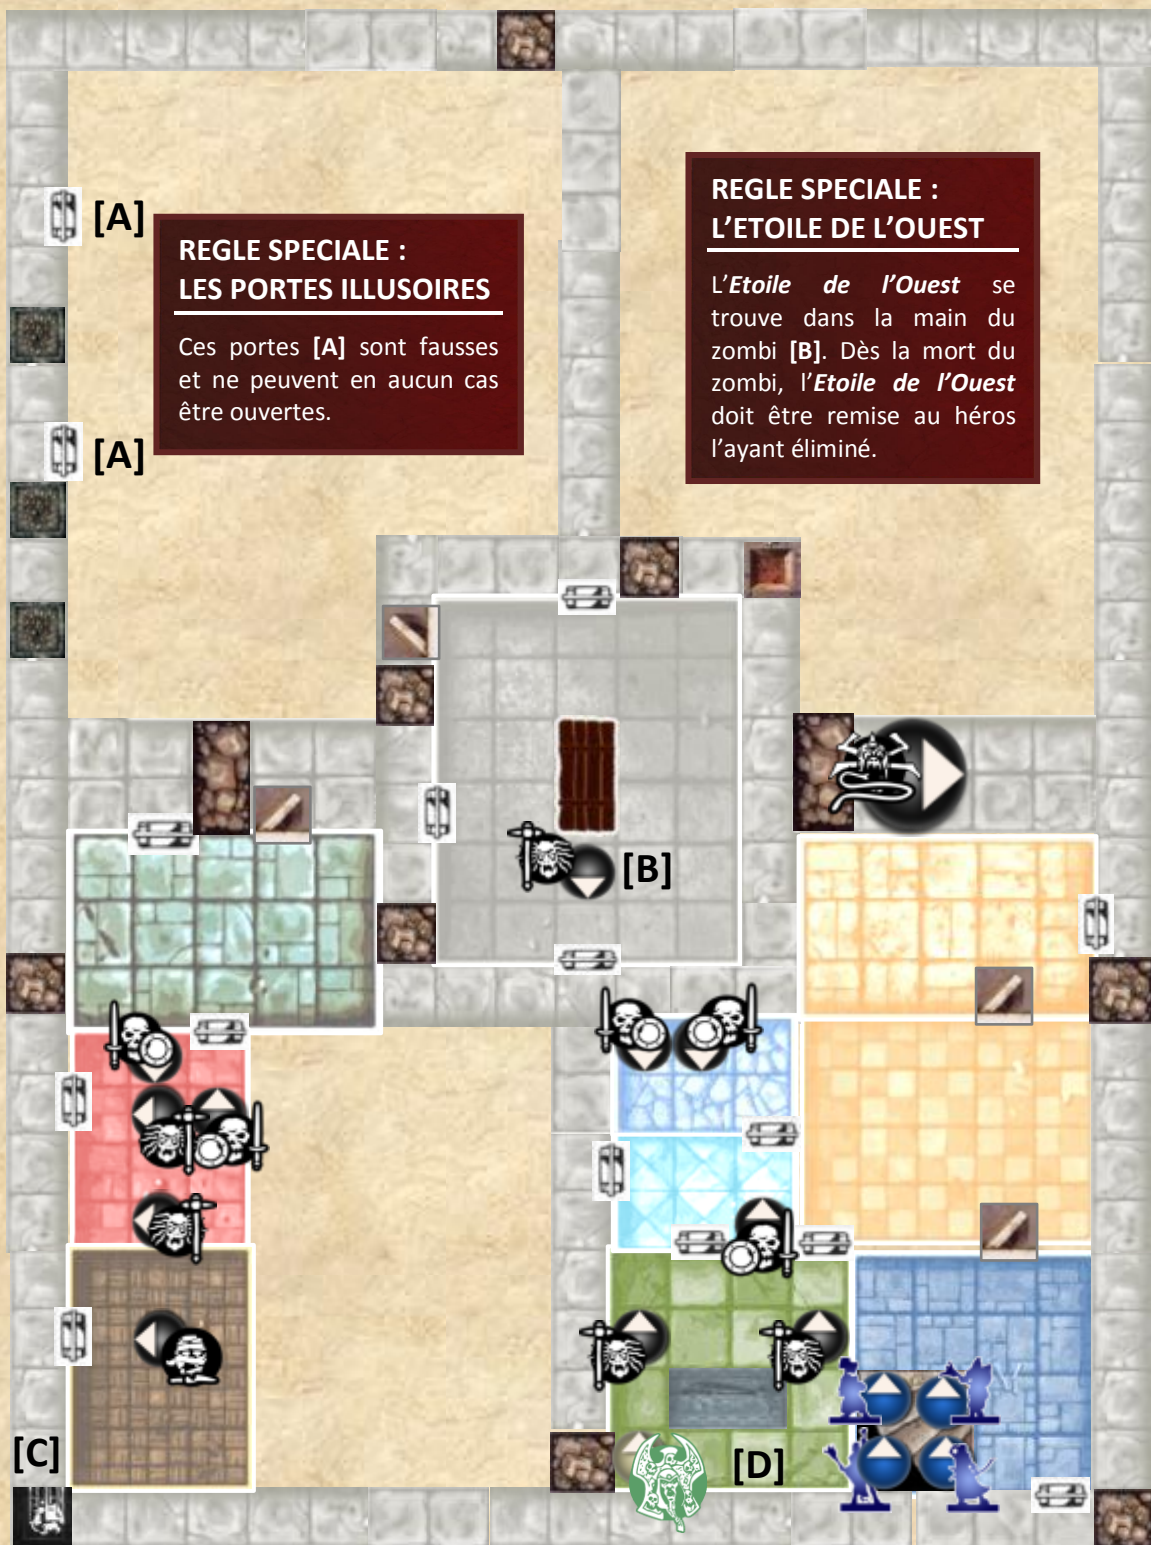 [A]
REGLE SPECIALE :
LES PORTES ILLUSOIRES
Ces portes [A] sont fausses
et ne peuvent en aucun cas
être ouvertes.
[A]
REGLE SPECIALE :
L’ETOILE DE L’OUEST
L’Etoile de l’Ouest se
trouve dans la main du
zombi [B]. Dès la mort du
zombi, l’Etoile de l’Ouest
doit être remise au héros
l’ayant éliminé.
[B]
[C]
[D]